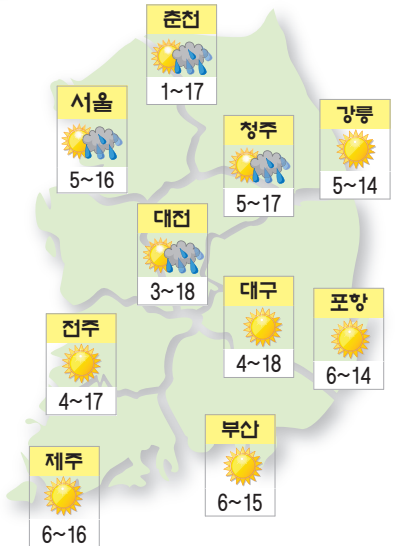 춘천
1~17
서울
5~16
청주
5~17
강릉
5~14
대전
3~18
대구
4~18
포항
6~14
전주
4~17
부산
6~15
제주
6~16